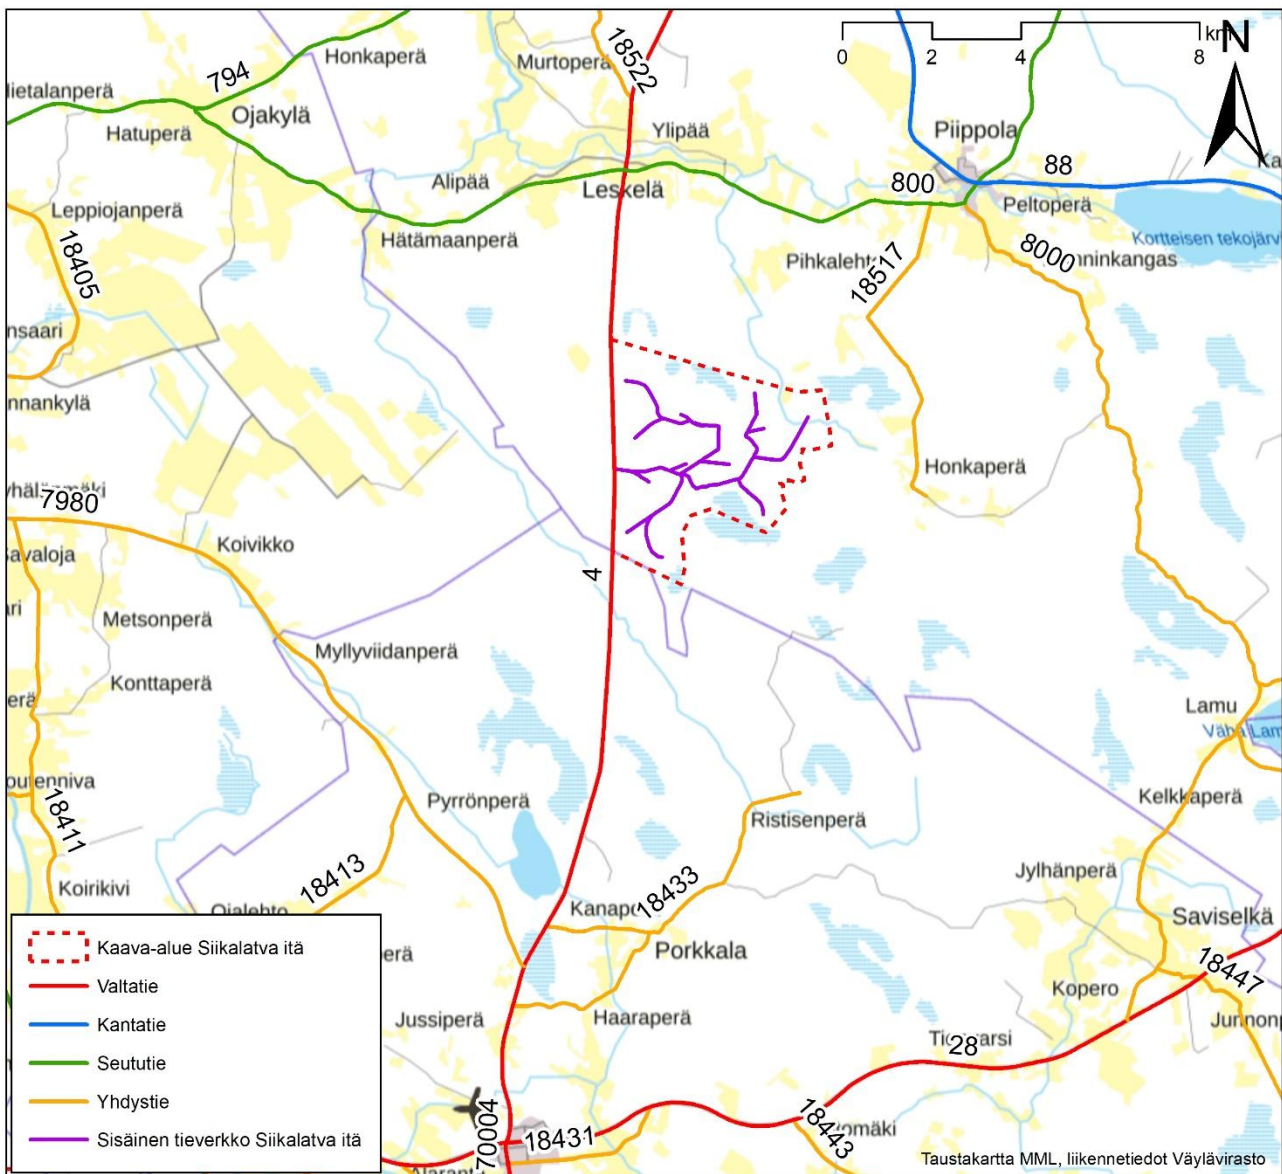 Honkaperä
Murtoperä
18522
0 2 4 8 km
N
794
Ojakylä
Hatuperä
Ylipää
Piippola
88
Alipää
Leskelä
800
Peltoperä
Leppiojanperä
Hätämaanperä
Kortteisen tekojärvi
8000
Pihkaleht
18517
18405
Honkaperä
7980
Koivikko
4
Metsonperä
Myllyviidanperä
Konttaperä
Lamu
Vähä Lam
Kelkkaperä
Pyrrönperä
Ristisenperä
18411
Koirikivi
18413
18433
Jylhänperä
Saviselkä
Porkkala
18447
Kopero
Jussiperä
Haaraperä
28
18443
70004
18431
Kaava-alue Siikalatva itä
Valtatie
Kantatie
Seututie
Yhdystie
Sisäinen tieverkko Siikalatva itä
Taustakartta MML, liikennetiedot Väylävirasto